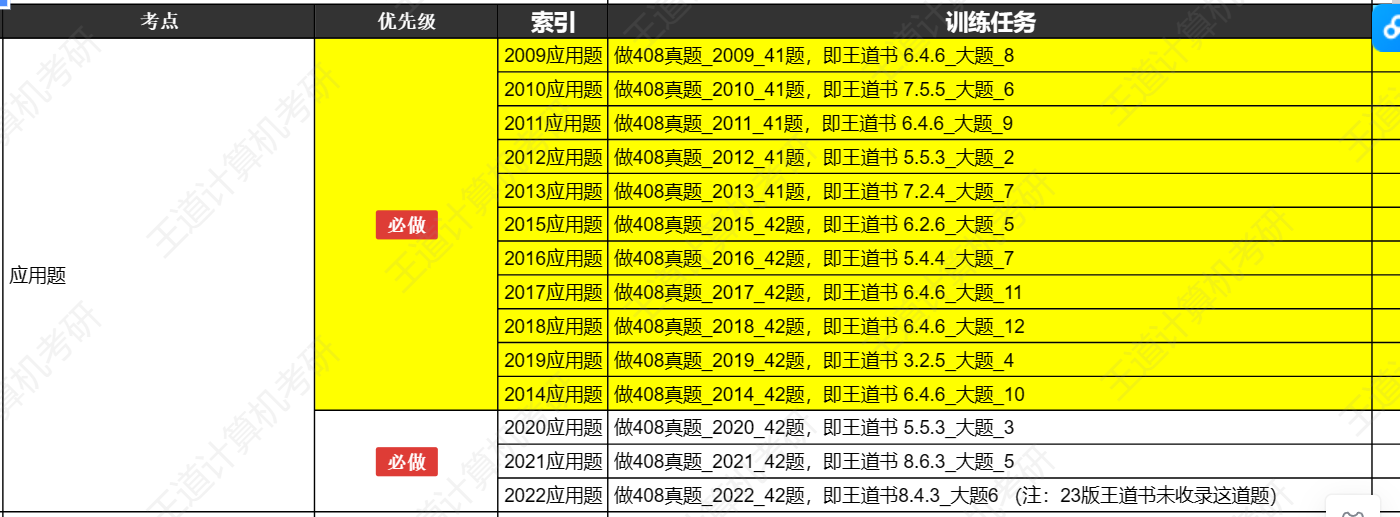 考点 优先级 索引 训练任务
2009应用题 做408真题_2009_41题，即王道书 6.4.6_大题_8
2010应用题 做408真题_2010_41题，即王道书 7.5.5_大题_6
2011应用题 做408真题_2011_41题，即王道书 6.4.6_大题_9
2012应用题 做408真题_2012_41题，即王道书 5.5.3_大题_2
2013应用题 做408真题_2013_41题，即王道书 7.2.4_大题_7
必做 2015应用题 做408真题_2015_42题，即王道书 6.2.6_大题_5
应用题 2016应用题 做408真题_2016_42题，即王道书 5.4.4_大题_7
2017应用题 做408真题_2017_42题，即王道书 6.4.6_大题_11
2018应用题 做408真题_2018_42题，即王道书 6.4.6_大题_12
2019应用题 做408真题_2019_42题，即王道书 3.2.5_大题_4
2014应用题 做408真题_2014_42题，即王道书 6.4.6_大题_10
2020应用题 做408真题_2020_42题，即王道书 5.5.3_大题_3
必做 2021应用题 做408真题_2021_42题，即王道书 8.6.3_大题_5
2022应用题 做408真题_2022_42题，即王道书8.4.3_大题6 (注：23版王道书未收录这道题)
王道计算机考研